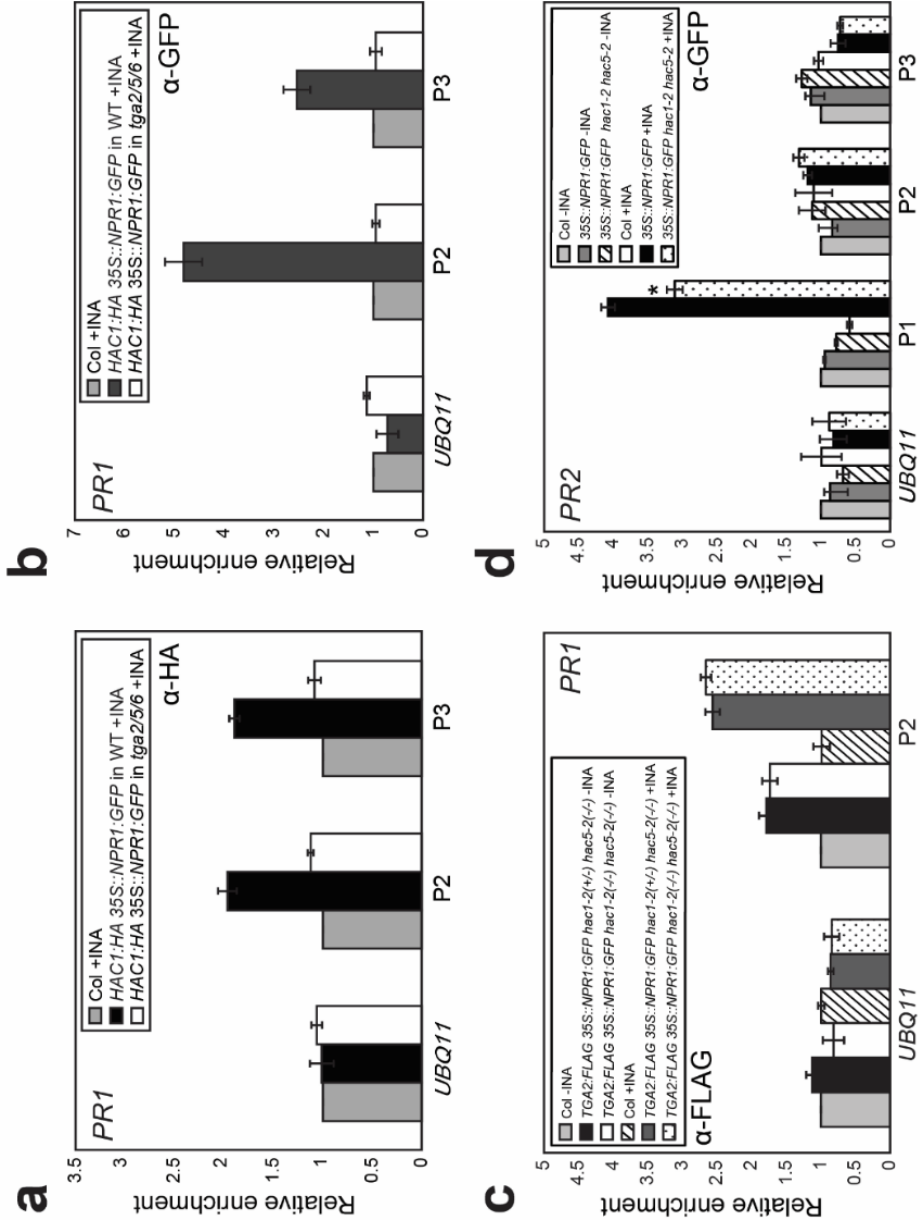 a
PR1
Col +INA
HAC1:HA 35S::NPR1:GFP in WT +INA
HAC1:HA 35S::NPR1:GFP in tga2/5/6 +INA
α-HA
Relative enrichment
3.5
3
2.5
2
1.5
1
0.5
0
UBQ11 P2 P3
b
PR1
Col +INA
HAC1:HA 35S::NPR1:GFP in WT +INA
HAC1:HA 35S::NPR1:GFP in tga2/5/6 +INA
α-GFP
Relative enrichment
7
6
5
4
3
2
1
0
UBQ11 P2 P3
c
Col -INA
TGA2:FLAG 35S::NPR1:GFP hac1-2(+/-) hac5-2(-/-) -INA
TGA2:FLAG 35S::NPR1:GFP hac1-2(-/-) hac5-2(-/-) -INA
Col +INA
TGA2:FLAG 35S::NPR1:GFP hac1-2(+/-) hac5-2(-/-) +INA
TGA2:FLAG 35S::NPR1:GFP hac1-2(-/-) hac5-2(-/-) +INA
α-FLAG
PR1
Relative enrichment
5
4.5
4
3.5
3
2.5
2
1.5
1
0.5
0
UBQ11 P2
d
PR2
Col -INA
35S::NPR1:GFP -INA
35S::NPR1:GFP hac1-2 hac5-2 -INA
Col +INA
35S::NPR1:GFP +INA
35S::NPR1:GFP hac1-2 hac5-2 +INA
α-GFP
Relative enrichment
5
4.5
4
3.5
3
2.5
2
1.5
1
0.5
0
*
UBQ11 P1 P2 P3